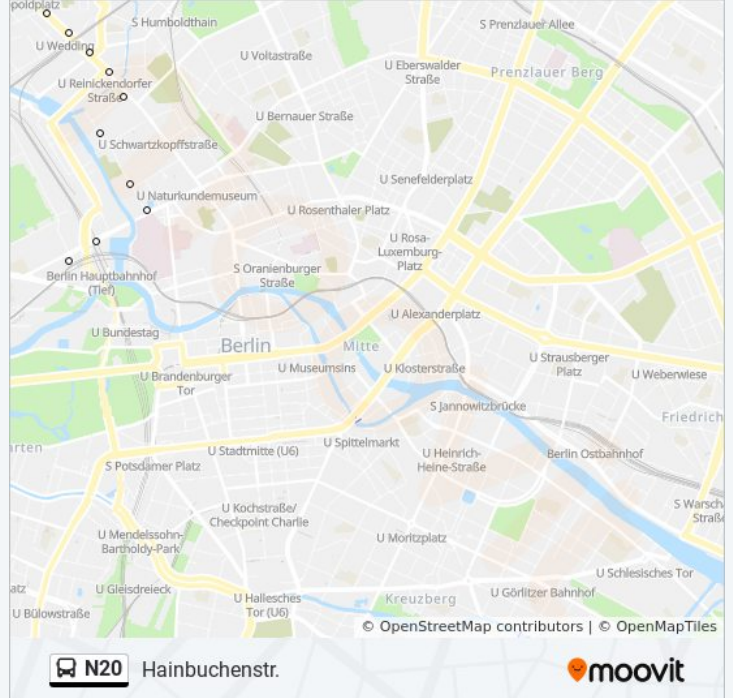 poldplatz
S Humboldthain
S Prenzlauer Allee
U Wedding
U Voltastraße
U Eberswalder
Straße
Prenzlauer Berg
U Reinickendorfer
Straße
U Bernauer Straße
U Schwartzkopffstraße
U Senefelderplatz
U Naturkundemuseum
U Rosenthaler Platz
U Rosa-
Luxemburg-
Platz
S Oranienburger
Straße
Berlin Hauptbahnhof
(Tief)
U Alexanderplatz
U Bundestag
Berlin
Mitte
U Strausberger
Platz
U Museumsins
U Klosterstraße
U Weberwiese
U Brandenburger
Tor
S Jannowitzbrücke
Friedrich
rten
U Stadtmitte (U6)
U Spittelmarkt
S Potsdamer Platz
U Heinrich-
Heine-Straße
Berlin Ostbahnhof
S Warsch
Straße
U Kochstraße/
Checkpoint Charlie
U Mendelssohn-
Bartholdy-Park
U Moritzplatz
U Schlesisches Tor
atz
U Gleisdreieck
U Hallesches
Tor (U6)
Kreuzberg
U Görlitzer Bahnhof
U Bülowstraße
© OpenStreetMap contributors | © OpenMapTiles
N20 Hainbuchenstr.
moovit